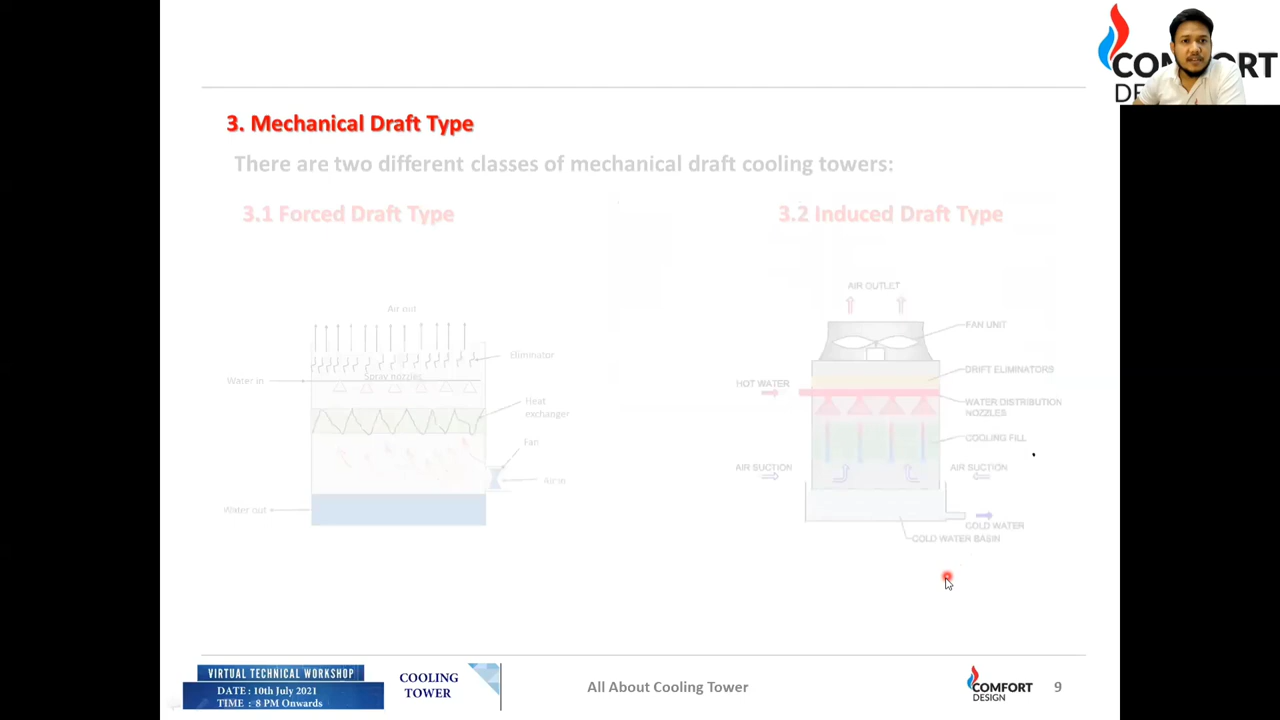 COMFORT
3. Mechanical Draft Type
There are two different classes of mechanical draft cooling towers:
3.1 Forced Draft Type
3.2 Induced Draft Type
Air out
Eliminator
Water in
Spray nozzles
Heat
exchanger
Fan
Air in
Water out
AIR OUTLET
FAN UNIT
DRIFT ELIMINATORS
HOT WATER
WATER DISTRIBUTION
NOZZLES
COOLING FILL
AIR SUCTION
AIR SUCTION
COLD WATER
COLD WATER BASIN
VIRTUAL TECHNICAL WORKSHOP
DATE : 10th July 2021
TIME : 8 PM Onwards
COOLING
TOWER
All About Cooling Tower
COMFORT
DESIGN
9